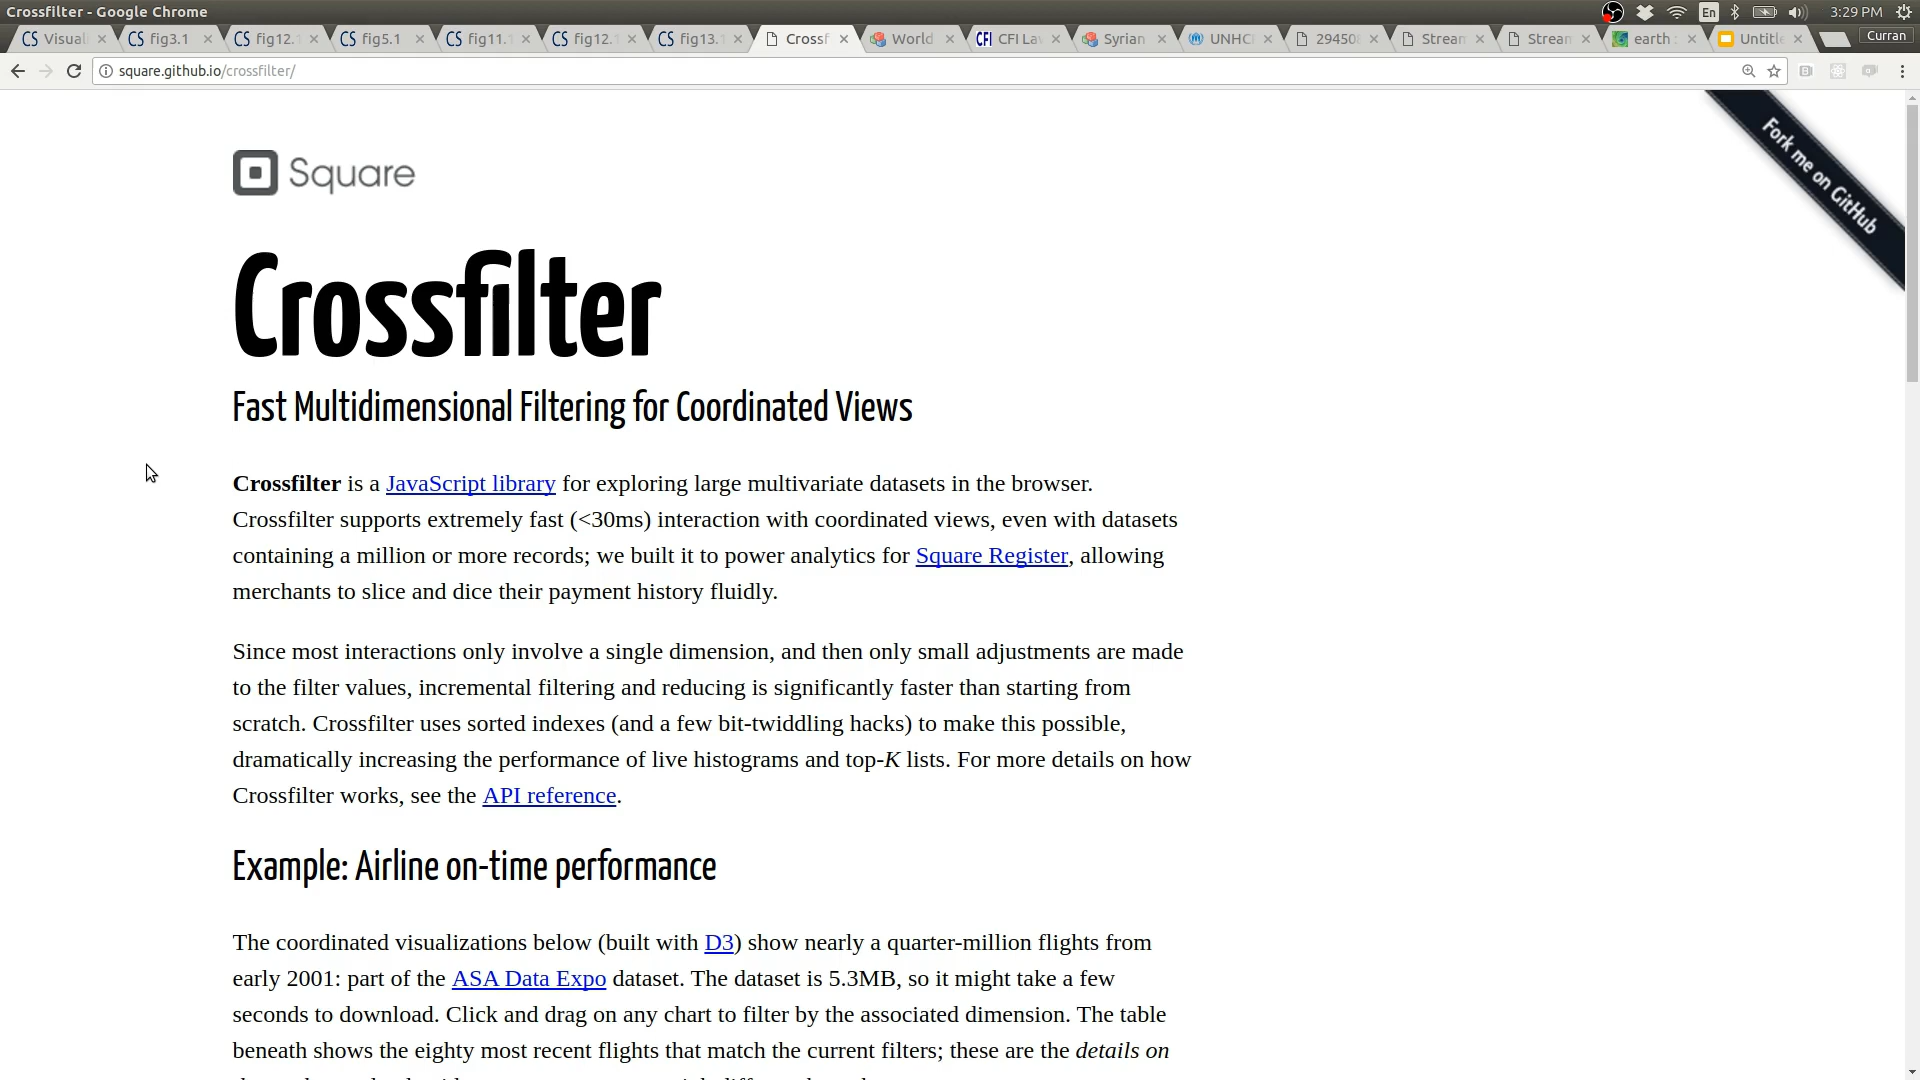 Crossfilter - Google Chrome
En
3:29 PM
CS Visual
CS fig3.1
CS fig12.
CS fig5.1
CS fig11.
CS fig12.
CS fig13.
Crossf
World
CFI CFI La
Syrian
UNHC
29450
Stream
Stream
earth
Untitle
Curran
square.github.io/crossfilter/
Fork me on GitHub
Square
Crossfilter
Fast Multidimensional Filtering for Coordinated Views
Crossfilter is a JavaScript library for exploring large multivariate datasets in the browser.
Crossfilter supports extremely fast (<30ms) interaction with coordinated views, even with datasets
containing a million or more records; we built it to power analytics for Square Register, allowing
merchants to slice and dice their payment history fluidly.
Since most interactions only involve a single dimension, and then only small adjustments are made
to the filter values, incremental filtering and reducing is significantly faster than starting from
scratch. Crossfilter uses sorted indexes (and a few bit-twiddling hacks) to make this possible,
dramatically increasing the performance of live histograms and top-K lists. For more details on how
Crossfilter works, see the API reference.
Example: Airline on-time performance
The coordinated visualizations below (built with D3) show nearly a quarter-million flights from
early 2001: part of the ASA Data Expo dataset. The dataset is 5.3MB, so it might take a few
seconds to download. Click and drag on any chart to filter by the associated dimension. The table
beneath shows the eighty most recent flights that match the current filters; these are the details on